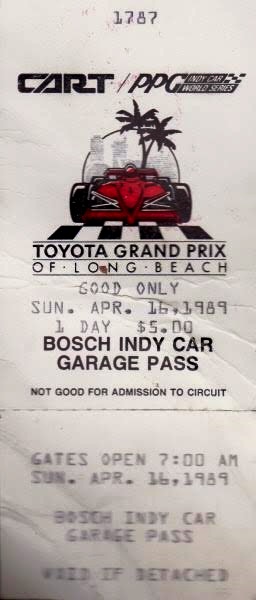 1787
CART/PPG INDY CAR
WORLD SERIES
TOYOTA GRAND PRIX
OF·LONG·BEACH
GOOD ONLY
SUN. APR. 16,1989
1 DAY $5.00
BOSCH INDY CAR
GARAGE PASS
NOT GOOD FOR ADMISSION TO CIRCUIT
GATES OPEN 7:00 AM
SUN. APR. 16,1989
BOSCH INDY CAR
GARAGE PASS
VOID IF DETACHED